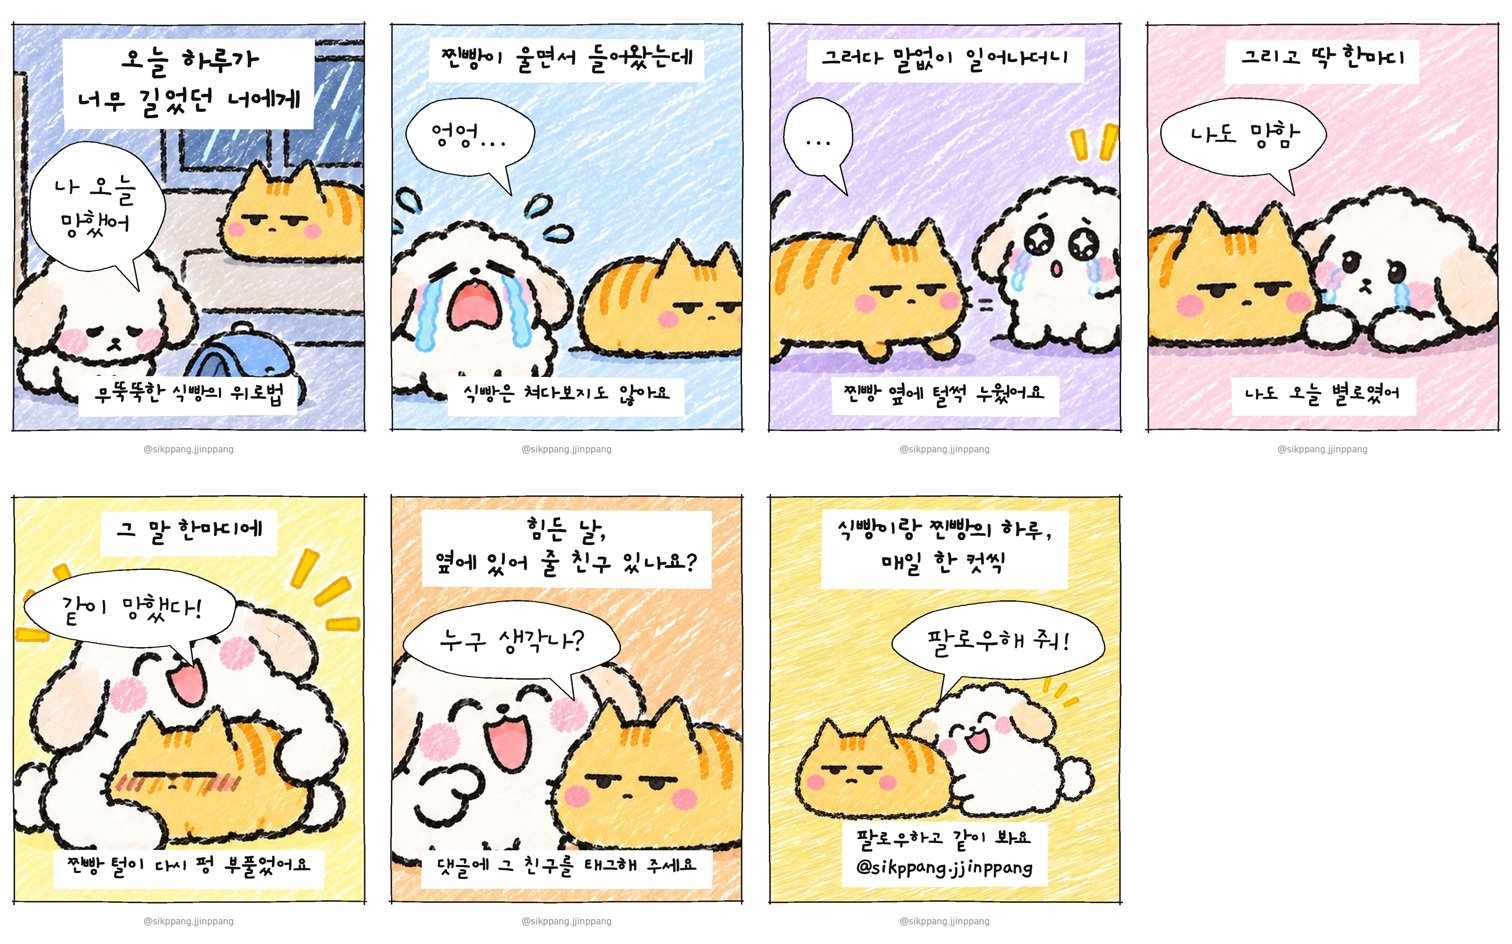 오늘 하루가
너무 길었던 너에게
나 오늘
망했어
무뚝뚝한 식빵의 위로법
@sikppang.jjinppang
찐빵이 울면서 들어왔는데
엉엉...
식빵은 쳐다보지도 않아요
@sikppang.jjinppang
그러다 말없이 일어나더니
...
찐빵 옆에 털썩 누웠어요
@sikppang.jjinppang
그리고 딱 한마디
나도 망함
나도 오늘 별로였어
@sikppang.jjinppang
그 말 한마디에
같이 망했다!
찐빵 털이 다시 펑 부풀었어요
@sikppang.jjinppang
힘든 날,
옆에 있어 줄 친구 있나요?
누구 생각나?
댓글에 그 친구를 태그해 주세요
@sikppang.jjinppang
식빵이랑 찐빵의 하루,
매일 한 컷씩
팔로우해 줘!
팔로우하고 같이 봐요
@sikppang.jjinppang
@sikppang.jjinppang